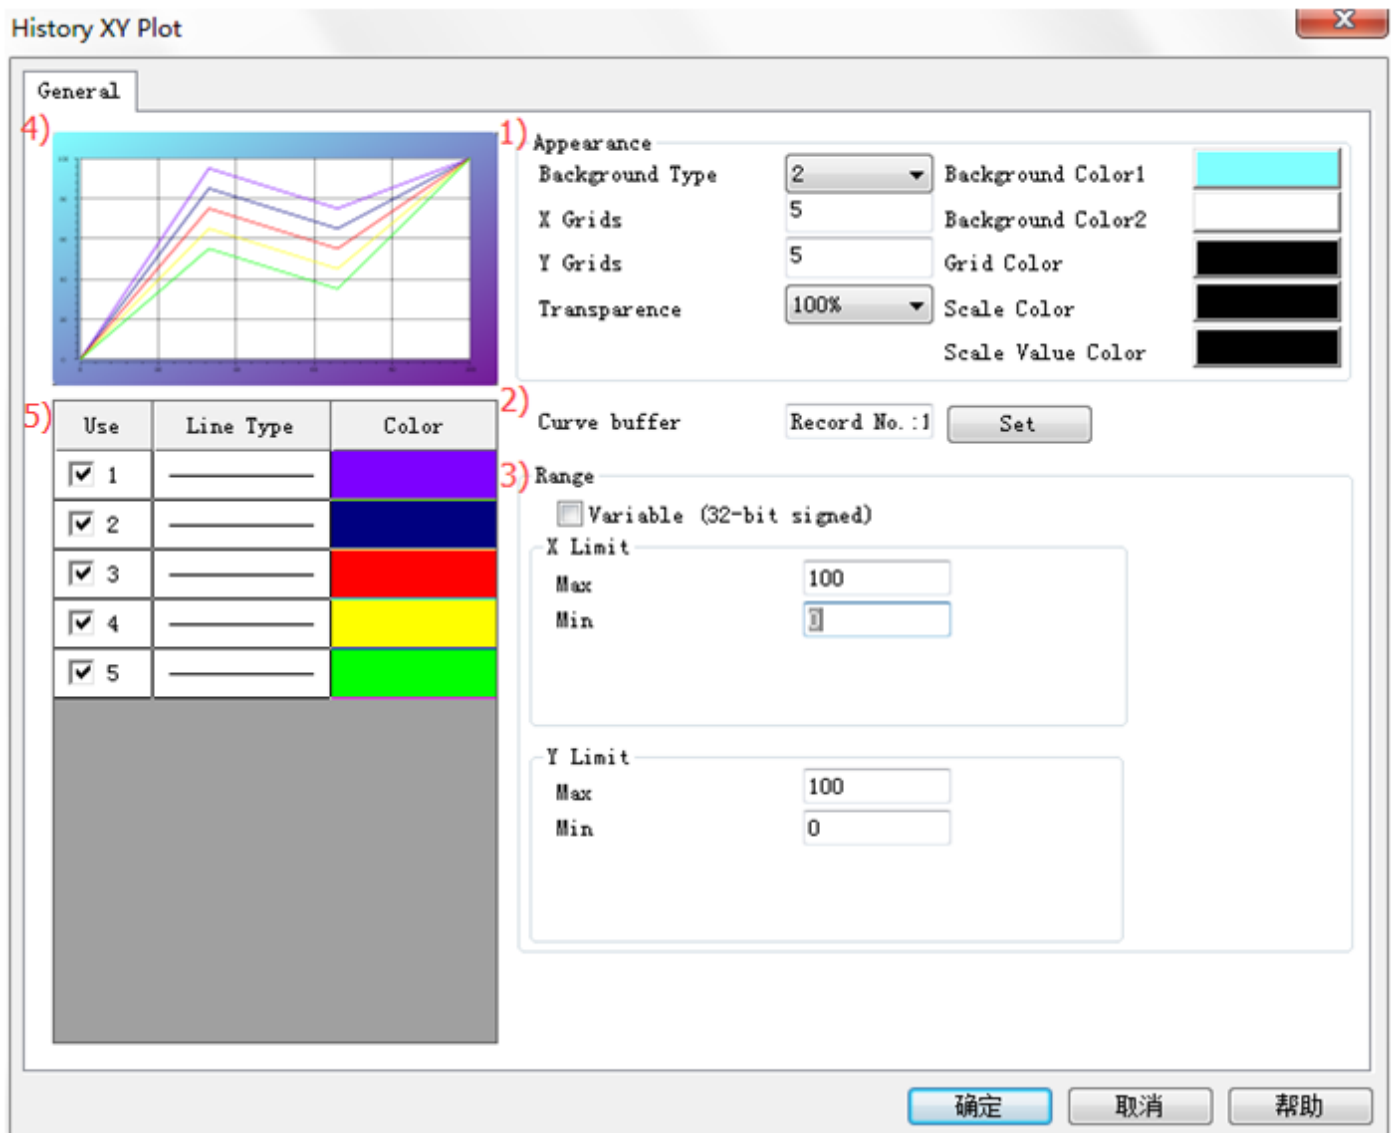 History XY Plot
X
General
4)
1) Appearance
Background Type 2 Background Color1
X Grids 5 Background Color2
Y Grids 5 Grid Color
Transparence 100% Scale Color
Scale Value Color
5) Use Line Type Color
1
2
3
4
5
2) Curve buffer Record No.:1 Set
3) Range
Variable (32-bit signed)
X Limit
Max 100
Min 0
Y Limit
Max 100
Min 0
确定 取消 帮助